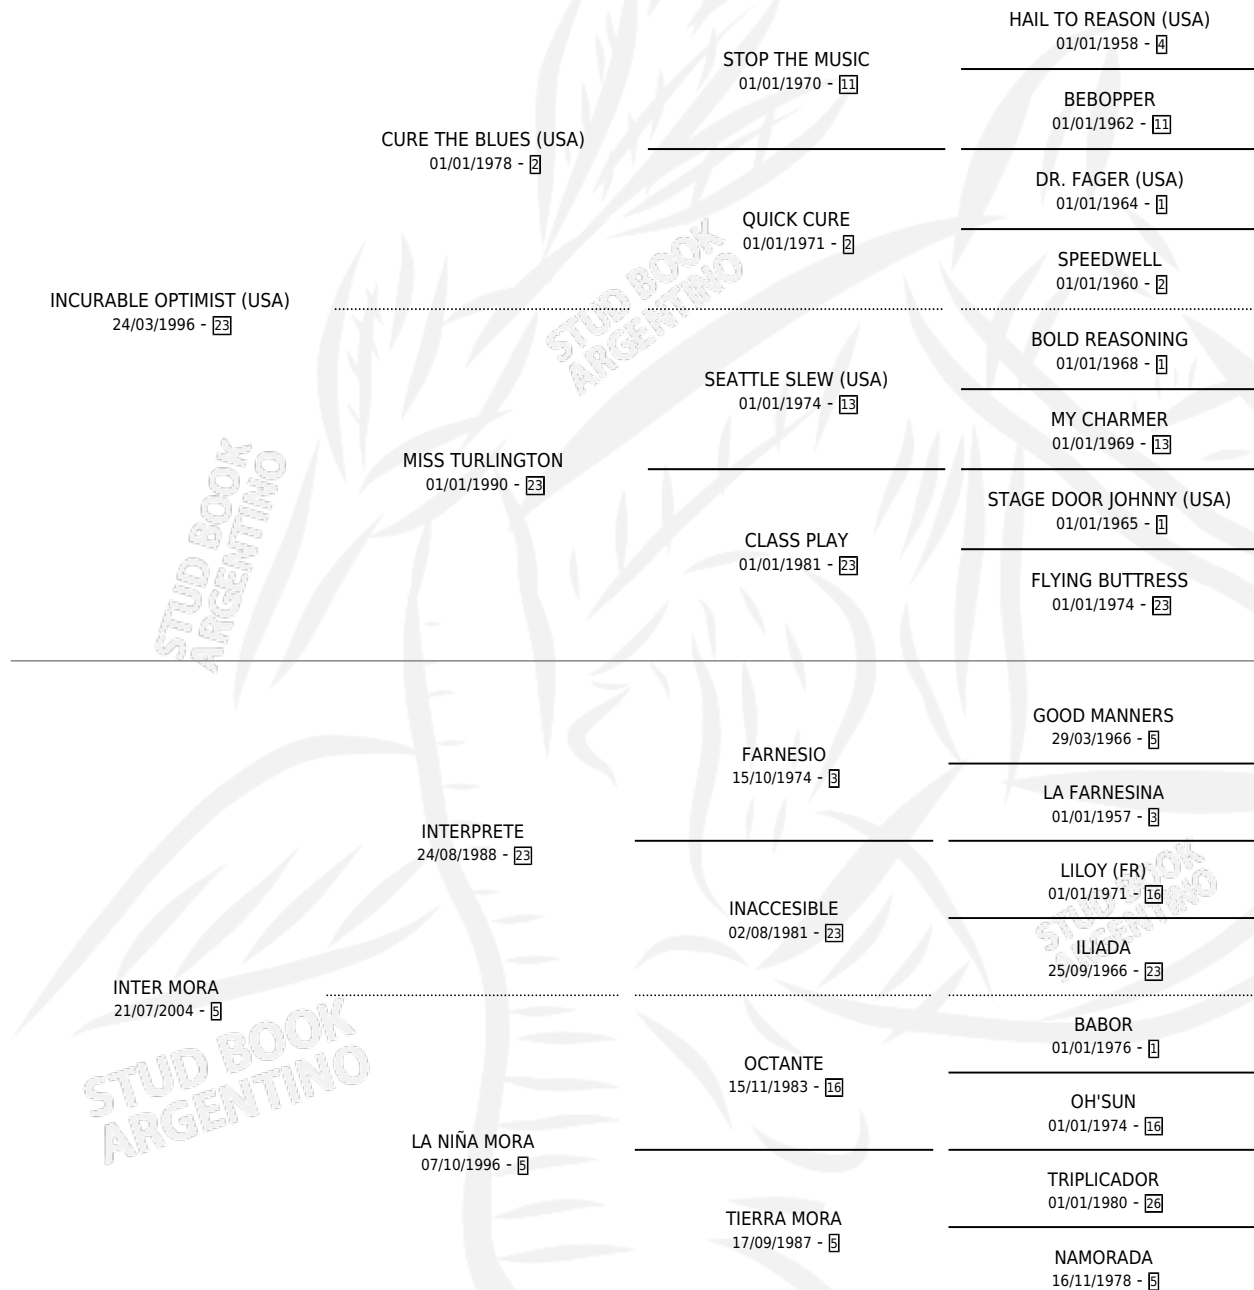 HAIL TO REASON (USA)
01/01/1958 - 4
STOP THE MUSIC
01/01/1970 - 11
BEBOPPER
01/01/1962 - 11
CURE THE BLUES (USA)
01/01/1978 - 2
DR. FAGER (USA)
01/01/1964 - 1
QUICK CURE
01/01/1971 - 2
SPEEDWELL
01/01/1960 - 2
INCURABLE OPTIMIST (USA)
24/03/1996 - 23
BOLD REASONING
01/01/1968 - 1
SEATTLE SLEW (USA)
01/01/1974 - 13
MY CHARMER
01/01/1969 - 13
MISS TURLINGTON
01/01/1990 - 23
STAGE DOOR JOHNNY (USA)
01/01/1965 - 1
CLASS PLAY
01/01/1981 - 23
FLYING BUTTRESS
01/01/1974 - 23
GOOD MANNERS
29/03/1966 - 5
FARNESIO
15/10/1974 - 3
LA FARNESINA
01/01/1957 - 3
INTERPRETE
24/08/1988 - 23
LILOY (FR)
01/01/1971 - 16
INACCESIBLE
02/08/1981 - 23
ILIADA
25/09/1966 - 23
INTER MORA
21/07/2004 - 5
BABOR
01/01/1976 - 1
OCTANTE
15/11/1983 - 16
OH'SUN
01/01/1974 - 16
LA NIÑA MORA
07/10/1996 - 5
TRIPLICADOR
01/01/1980 - 26
TIERRA MORA
17/09/1987 - 5
NAMORADA
16/11/1978 - 5
STUD BOOK
ARGENTINO
STUD BOOK
ARGENTINO
STUD BOOK
ARGENTINO
STUD BOOK
ARGENTINO